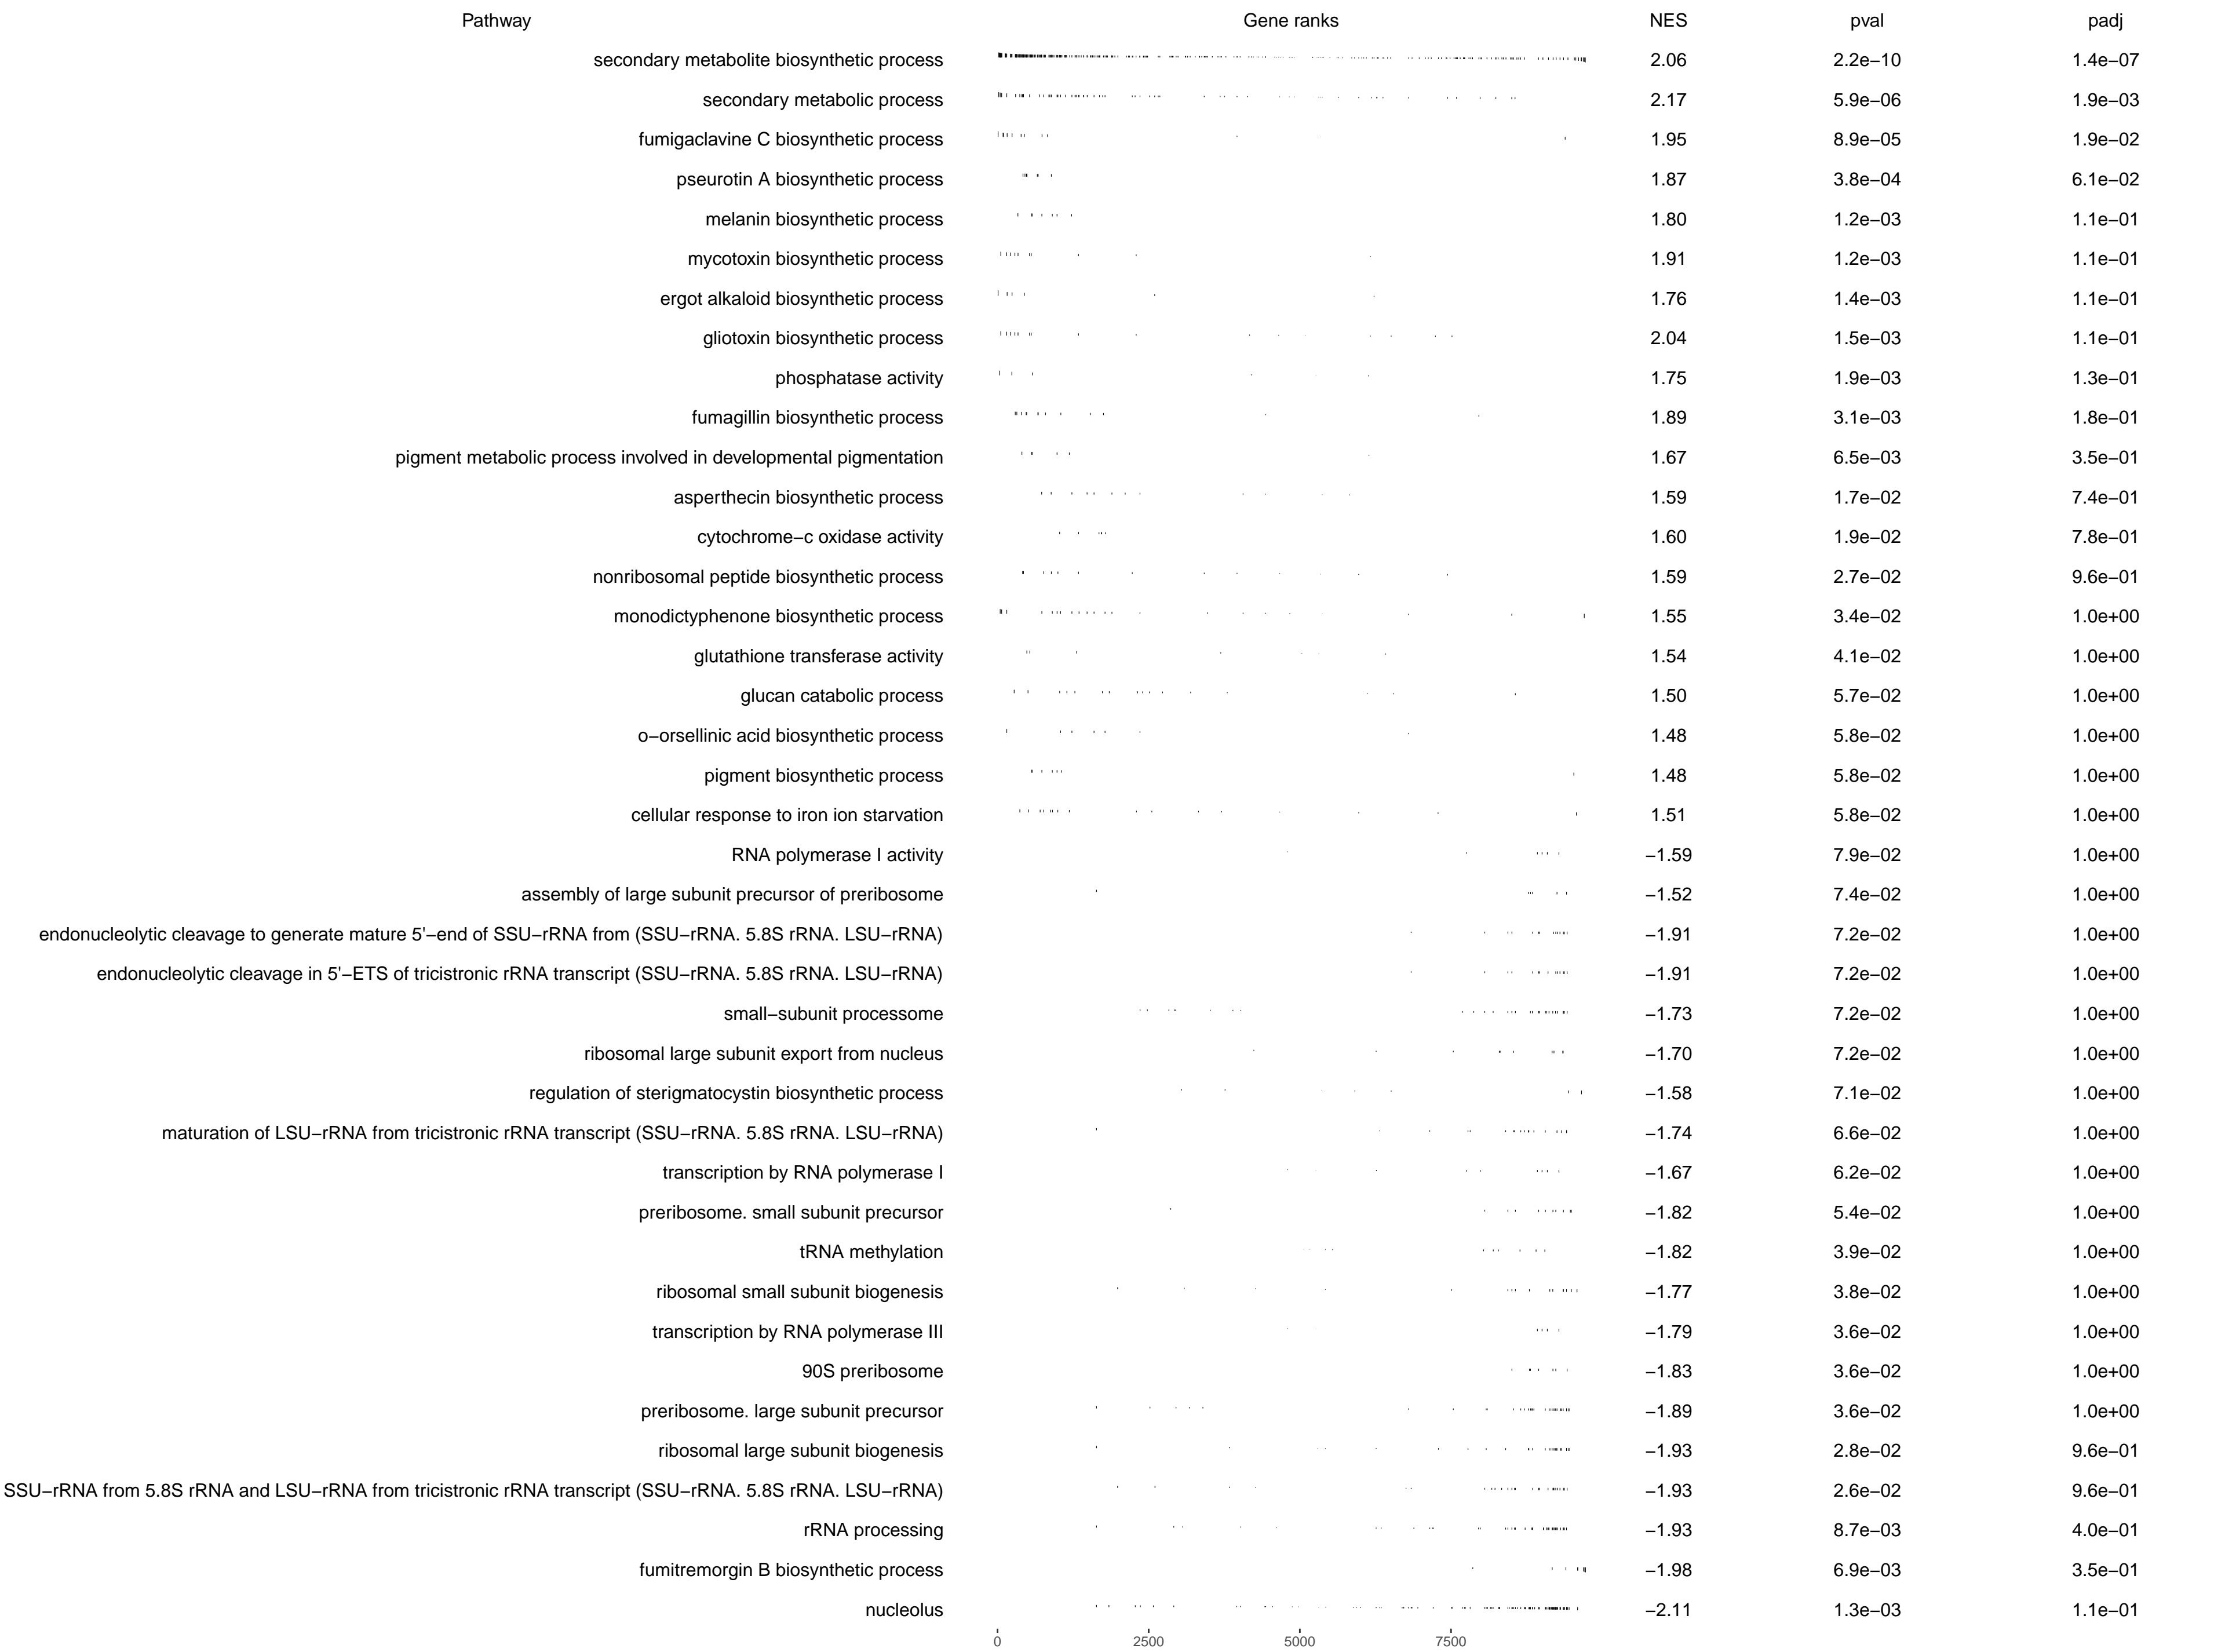 Pathway Gene ranks NES pval padj
secondary metabolite biosynthetic process 2.06 2.2e−10 1.4e−07
secondary metabolic process 2.17 5.9e−06 1.9e−03
fumigaclavine C biosynthetic process 1.95 8.9e−05 1.9e−02
pseurotin A biosynthetic process 1.87 3.8e−04 6.1e−02
melanin biosynthetic process 1.80 1.2e−03 1.1e−01
mycotoxin biosynthetic process 1.91 1.2e−03 1.1e−01
ergot alkaloid biosynthetic process 1.76 1.4e−03 1.1e−01
gliotoxin biosynthetic process 2.04 1.5e−03 1.1e−01
phosphatase activity 1.75 1.9e−03 1.3e−01
fumagillin biosynthetic process 1.89 3.1e−03 1.8e−01
pigment metabolic process involved in developmental pigmentation 1.67 6.5e−03 3.5e−01
asperthecin biosynthetic process 1.59 1.7e−02 7.4e−01
cytochrome−c oxidase activity 1.60 1.9e−02 7.8e−01
nonribosomal peptide biosynthetic process 1.59 2.7e−02 9.6e−01
monodictyphenone biosynthetic process 1.55 3.4e−02 1.0e+00
glutathione transferase activity 1.54 4.1e−02 1.0e+00
glucan catabolic process 1.50 5.7e−02 1.0e+00
o−orsellinic acid biosynthetic process 1.48 5.8e−02 1.0e+00
pigment biosynthetic process 1.48 5.8e−02 1.0e+00
cellular response to iron ion starvation 1.51 5.8e−02 1.0e+00
RNA polymerase I activity −1.59 7.9e−02 1.0e+00
assembly of large subunit precursor of preribosome −1.52 7.4e−02 1.0e+00
endonucleolytic cleavage to generate mature 5'−end of SSU−rRNA from (SSU−rRNA. 5.8S rRNA. LSU−rRNA) −1.91 7.2e−02 1.0e+00
endonucleolytic cleavage in 5'−ETS of tricistronic rRNA transcript (SSU−rRNA. 5.8S rRNA. LSU−rRNA) −1.91 7.2e−02 1.0e+00
small−subunit processome −1.73 7.2e−02 1.0e+00
ribosomal large subunit export from nucleus −1.70 7.2e−02 1.0e+00
regulation of sterigmatocystin biosynthetic process −1.58 7.1e−02 1.0e+00
maturation of LSU−rRNA from tricistronic rRNA transcript (SSU−rRNA. 5.8S rRNA. LSU−rRNA) −1.74 6.6e−02 1.0e+00
transcription by RNA polymerase I −1.67 6.2e−02 1.0e+00
preribosome. small subunit precursor −1.82 5.4e−02 1.0e+00
tRNA methylation −1.82 3.9e−02 1.0e+00
ribosomal small subunit biogenesis −1.77 3.8e−02 1.0e+00
transcription by RNA polymerase III −1.79 3.6e−02 1.0e+00
90S preribosome −1.83 3.6e−02 1.0e+00
preribosome. large subunit precursor −1.89 3.6e−02 1.0e+00
ribosomal large subunit biogenesis −1.93 2.8e−02 9.6e−01
SSU−rRNA from 5.8S rRNA and LSU−rRNA from tricistronic rRNA transcript (SSU−rRNA. 5.8S rRNA. LSU−rRNA) −1.93 2.6e−02 9.6e−01
rRNA processing −1.93 8.7e−03 4.0e−01
fumitremorgin B biosynthetic process −1.98 6.9e−03 3.5e−01
nucleolus −2.11 1.3e−03 1.1e−01
0 2500 5000 7500